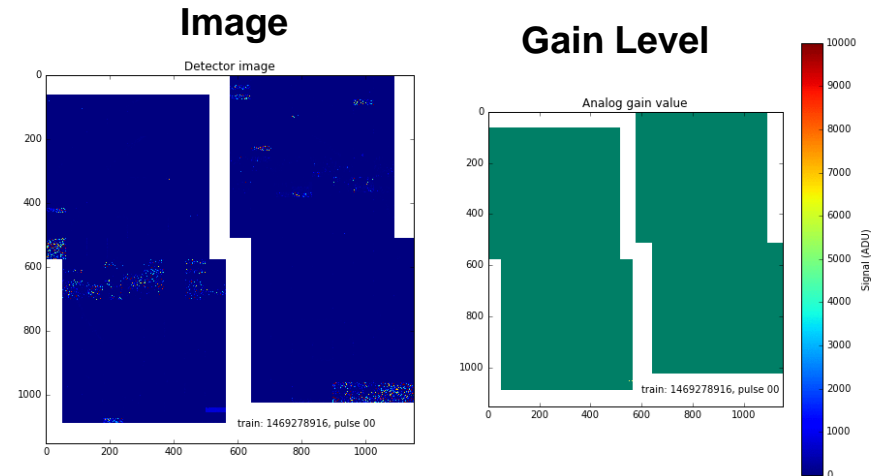 Image
Gain Level
Detector image
0
200
400
600
800
1000
0 200 400 600 800 1000
train: 1469278916, pulse 00
Analog gain value
0
200
400
600
800
1000
0 200 400 600 800 1000
train: 1469278916, pulse 00
10000
9000
8000
7000
6000
5000
4000
3000
2000
1000
0
Signal (ADU)